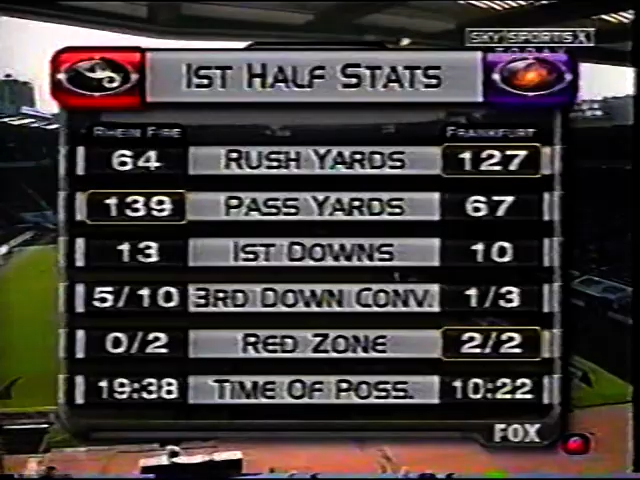 SKY SPORTS X
TODAY
1ST HALF STATS
RHEIN FIRE FRANKFURT
64 RUSH YARDS 127
139 PASS YARDS 67
13 1ST DOWNS 10
5/10 3RD DOWN CONV. 1/3
0/2 RED ZONE 2/2
19:38 TIME OF POSS. 10:22
FOX